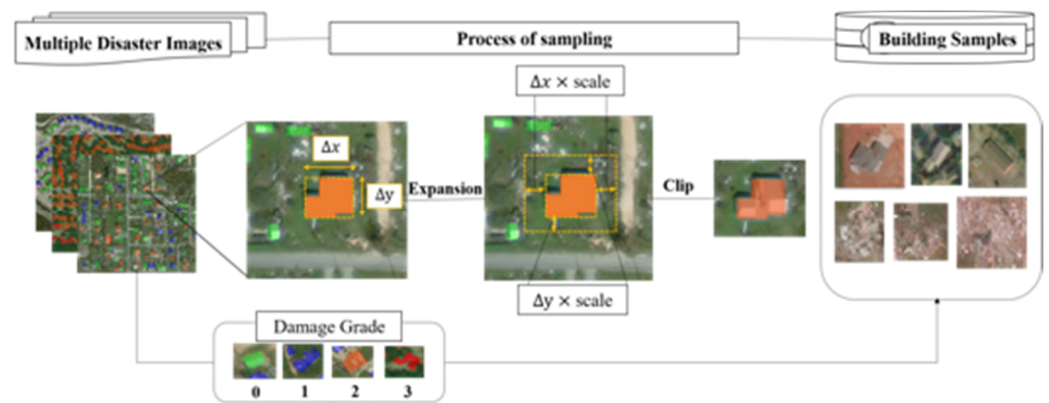 Multiple Disaster Images
Process of sampling
Building Samples
Δx × scale
Δx
Δy
Expansion
Clip
Δy × scale
Damage Grade
0 1 2 3